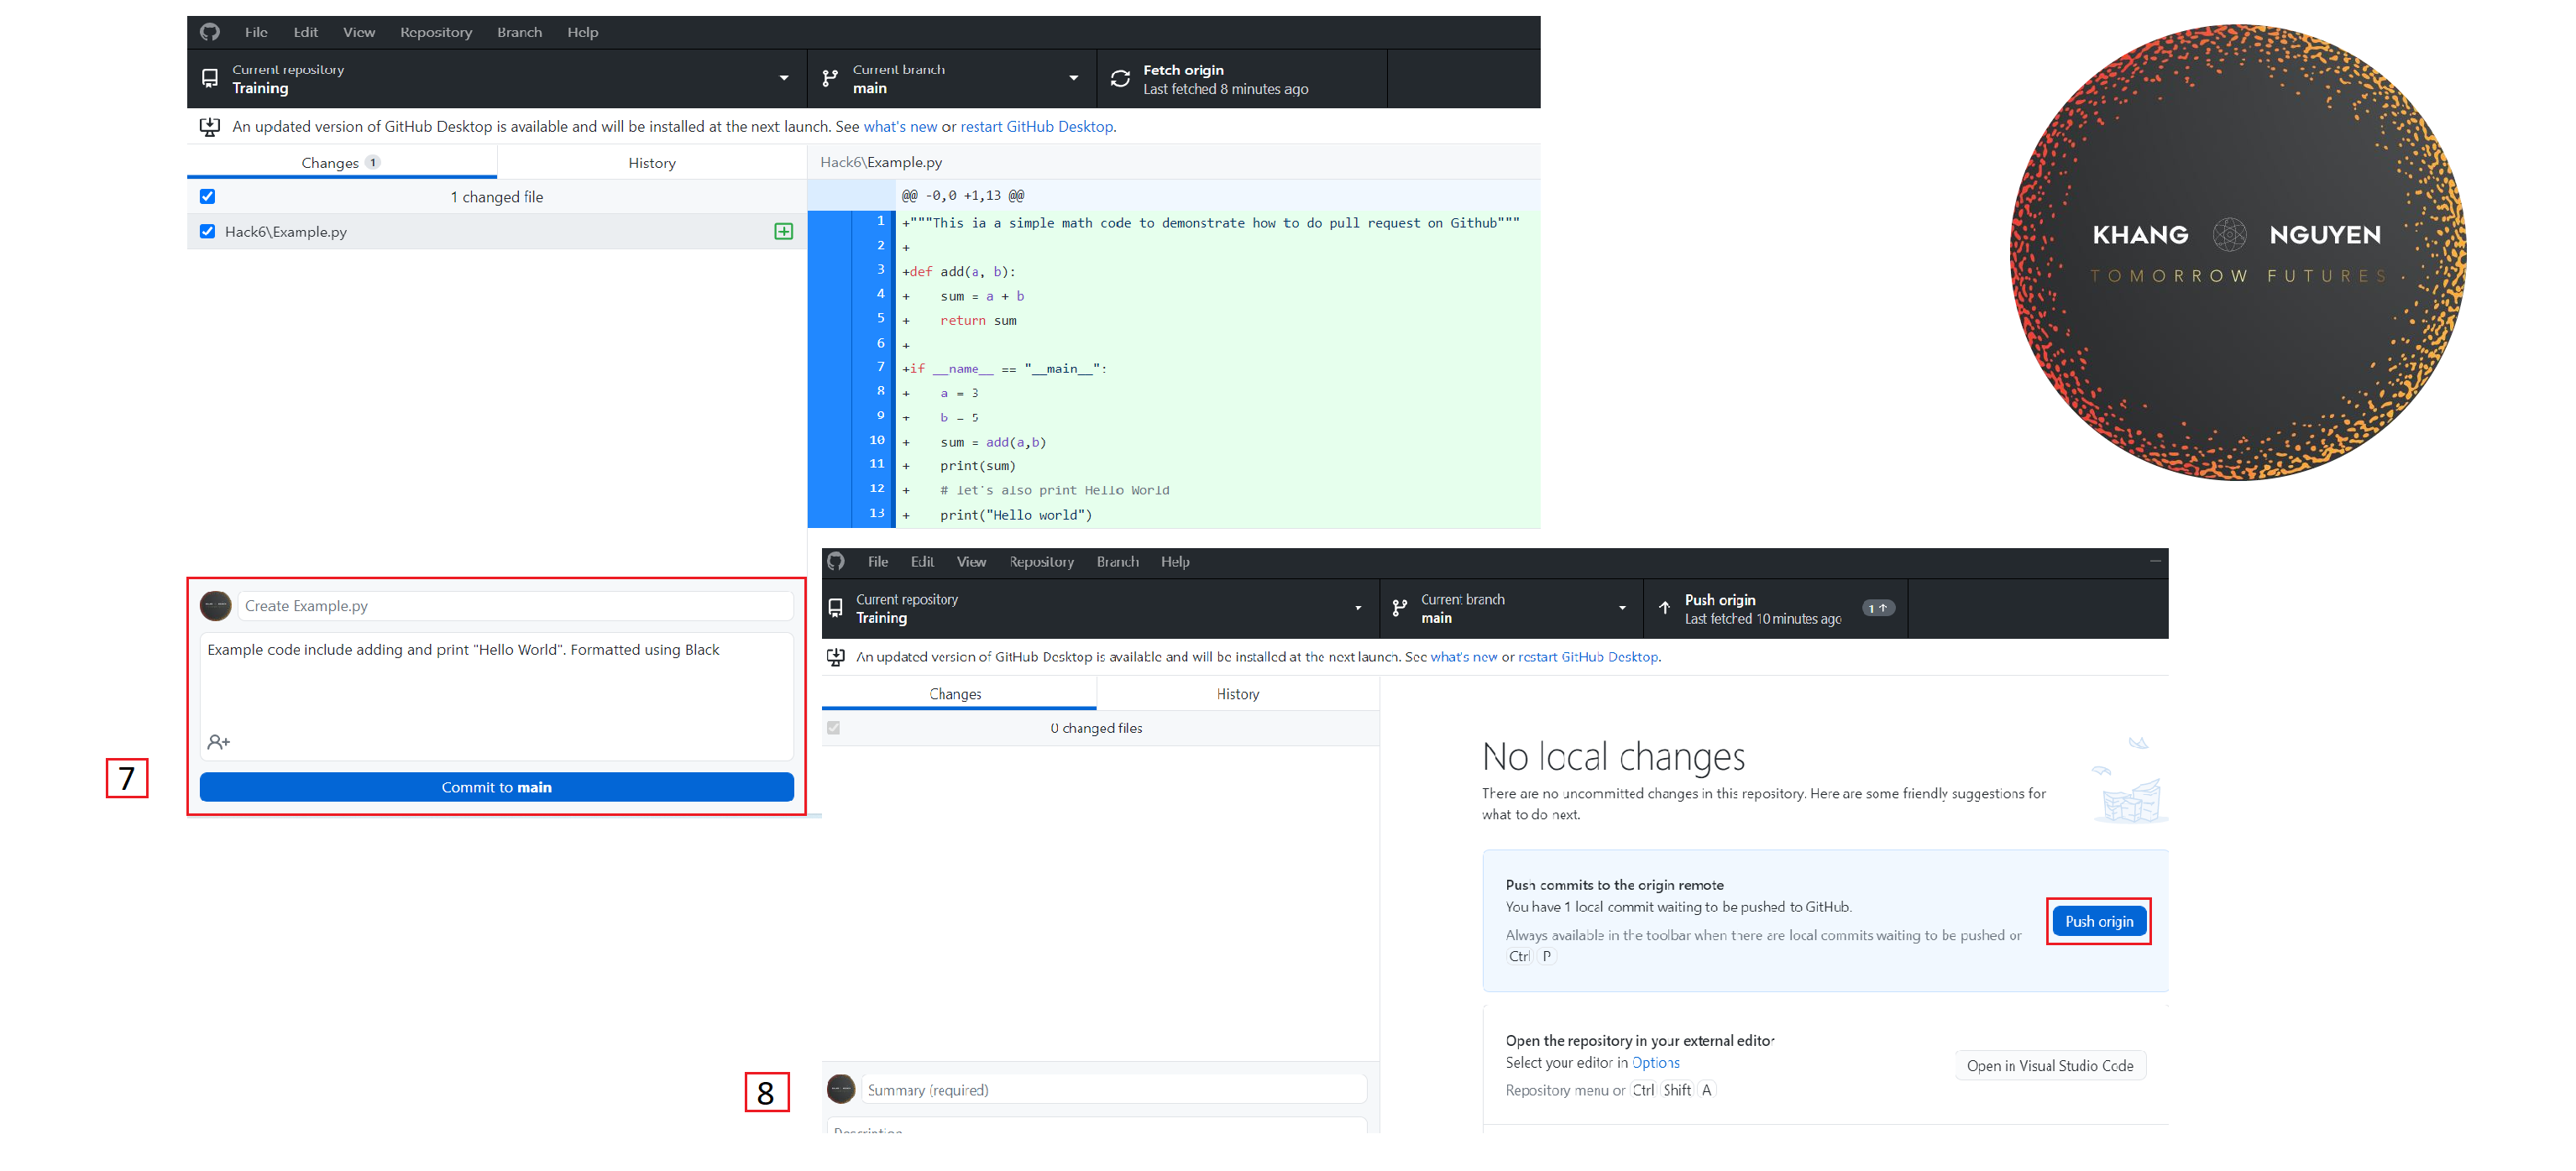 File Edit View Repository Branch Help
Current repository
Training
Current branch
main
Fetch origin
Last fetched 8 minutes ago
An updated version of GitHub Desktop is available and will be installed at the next launch. See what's new or restart GitHub Desktop.
Changes 1
History
1 changed file
Hack6\Example.py
Hack6\Example.py
@@ -0,0 +1,13 @@
1 +"""This ia a simple math code to demonstrate how to do pull request on Github"""
2 +
3 +def add(a, b):
4 + sum = a + b
5 + return sum
6 +
7 +if __name__ == "__main__":
8 + a = 3
9 + b = 5
10 + sum = add(a,b)
11 + print(sum)
12 + # let's also print Hello World
13 + print("Hello world")
KHANG NGUYEN
TOMORROW FUTURES
7
Create Example.py
Example code include adding and print "Hello World". Formatted using Black
Commit to main
File Edit View Repository Branch Help
Current repository
Training
Current branch
main
Push origin
Last fetched 10 minutes ago
1
An updated version of GitHub Desktop is available and will be installed at the next launch. See what's new or restart GitHub Desktop.
Changes
History
0 changed files
No local changes
There are no uncommitted changes in this repository. Here are some friendly suggestions for
what to do next.
Push commits to the origin remote
You have 1 local commit waiting to be pushed to GitHub.
Always available in the toolbar when there are local commits waiting to be pushed or
Ctrl P
Push origin
Open the repository in your external editor
Select your editor in Options
Repository menu or Ctrl Shift A
Open in Visual Studio Code
8
Summary (required)
Description